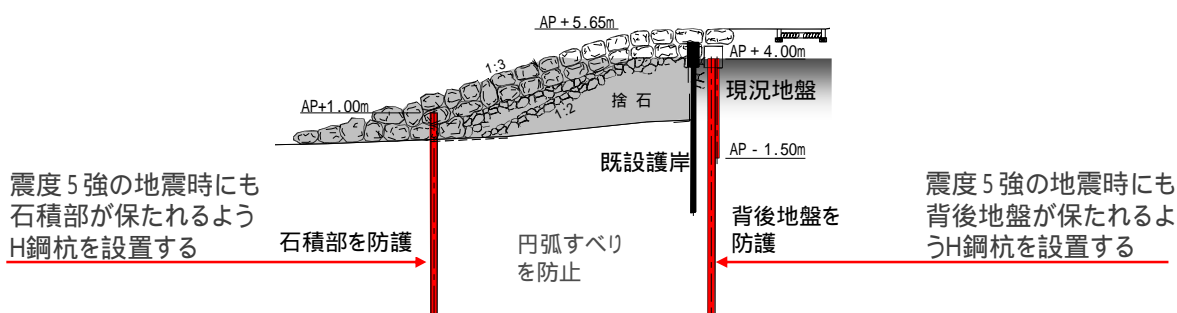 AP+5.65m
AP+4.00m
1:3
現況地盤
捨石
AP+1.00m
1:2
AP-1.50m
既設護岸
震度5強の地震時にも
石積部が保たれるよう
H鋼杭を設置する
石積部を防護
円弧すべり
を防止
背後地盤を
防護
震度5強の地震時にも
背後地盤が保たれるよ
うH鋼杭を設置する